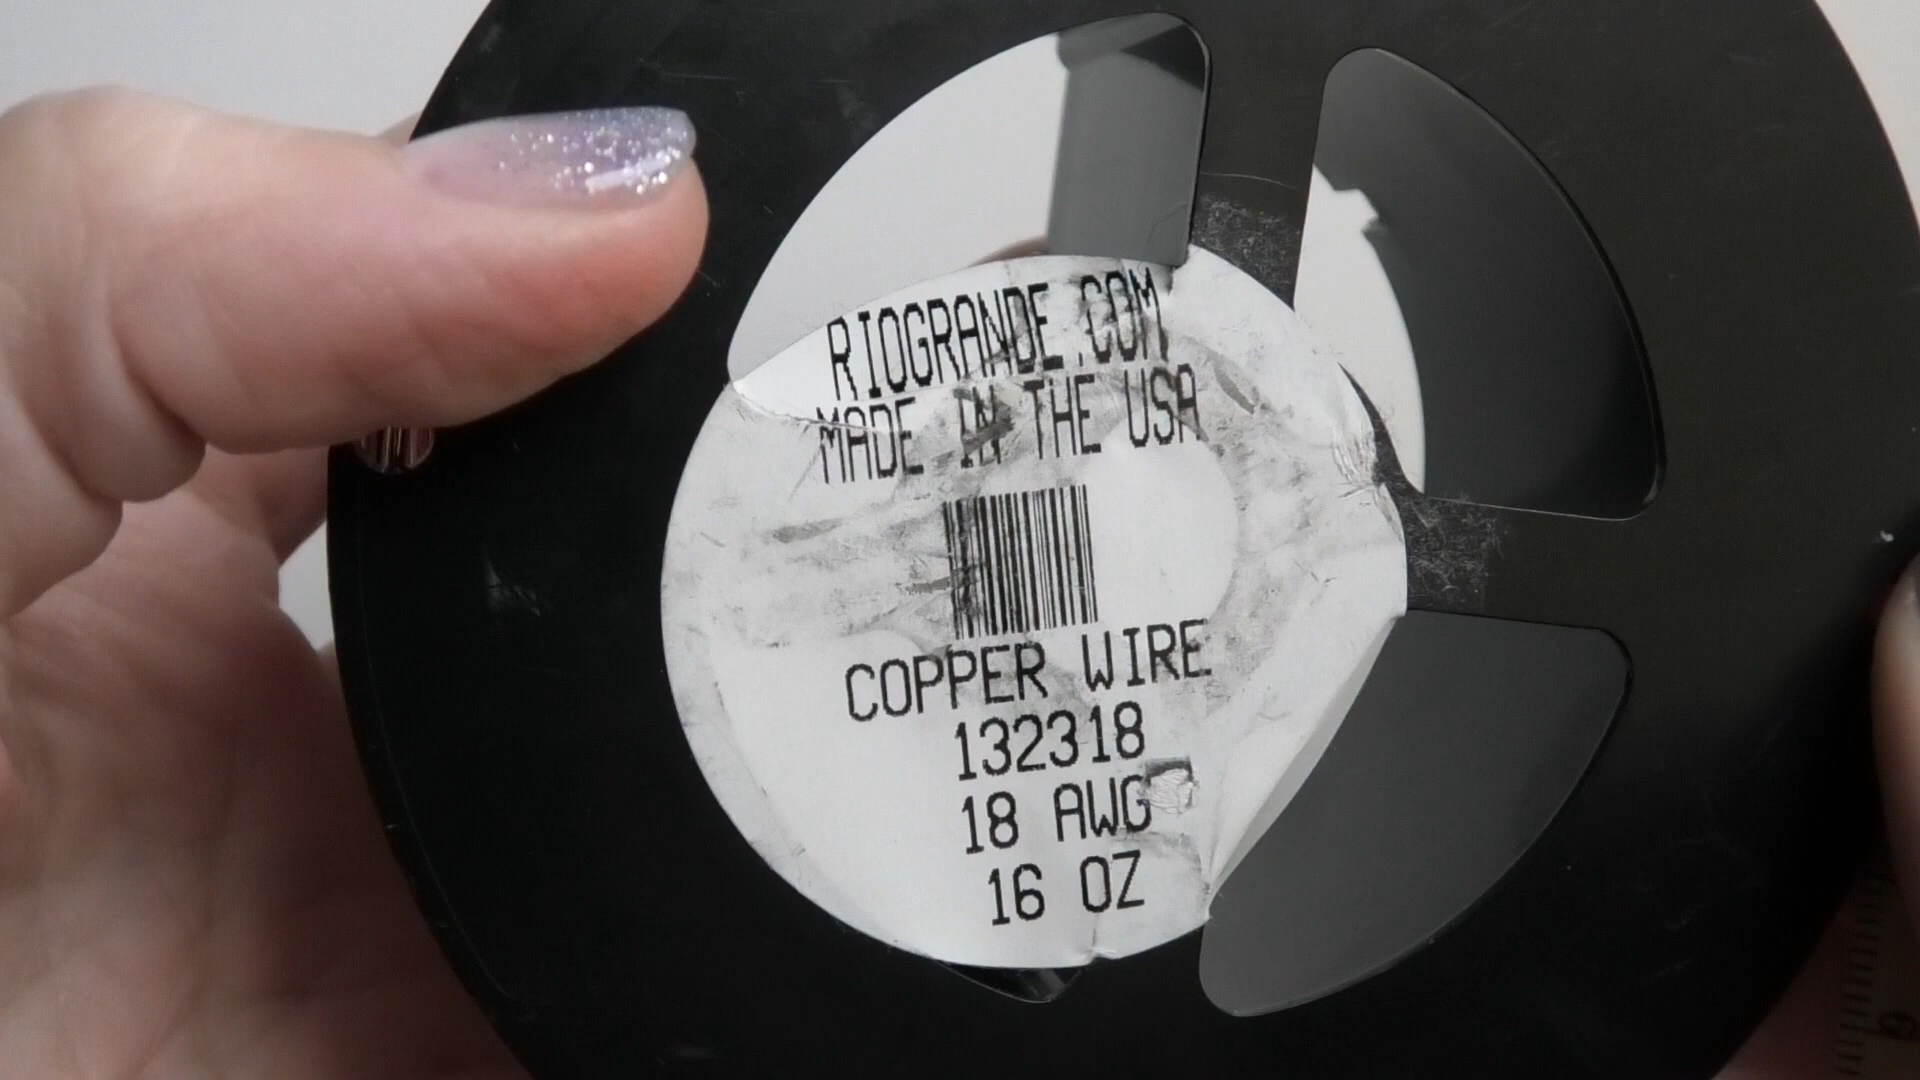 RIOGRANDE.COM
MADE IN THE USA
COPPER WIRE
132318
18 AWG
16 OZ